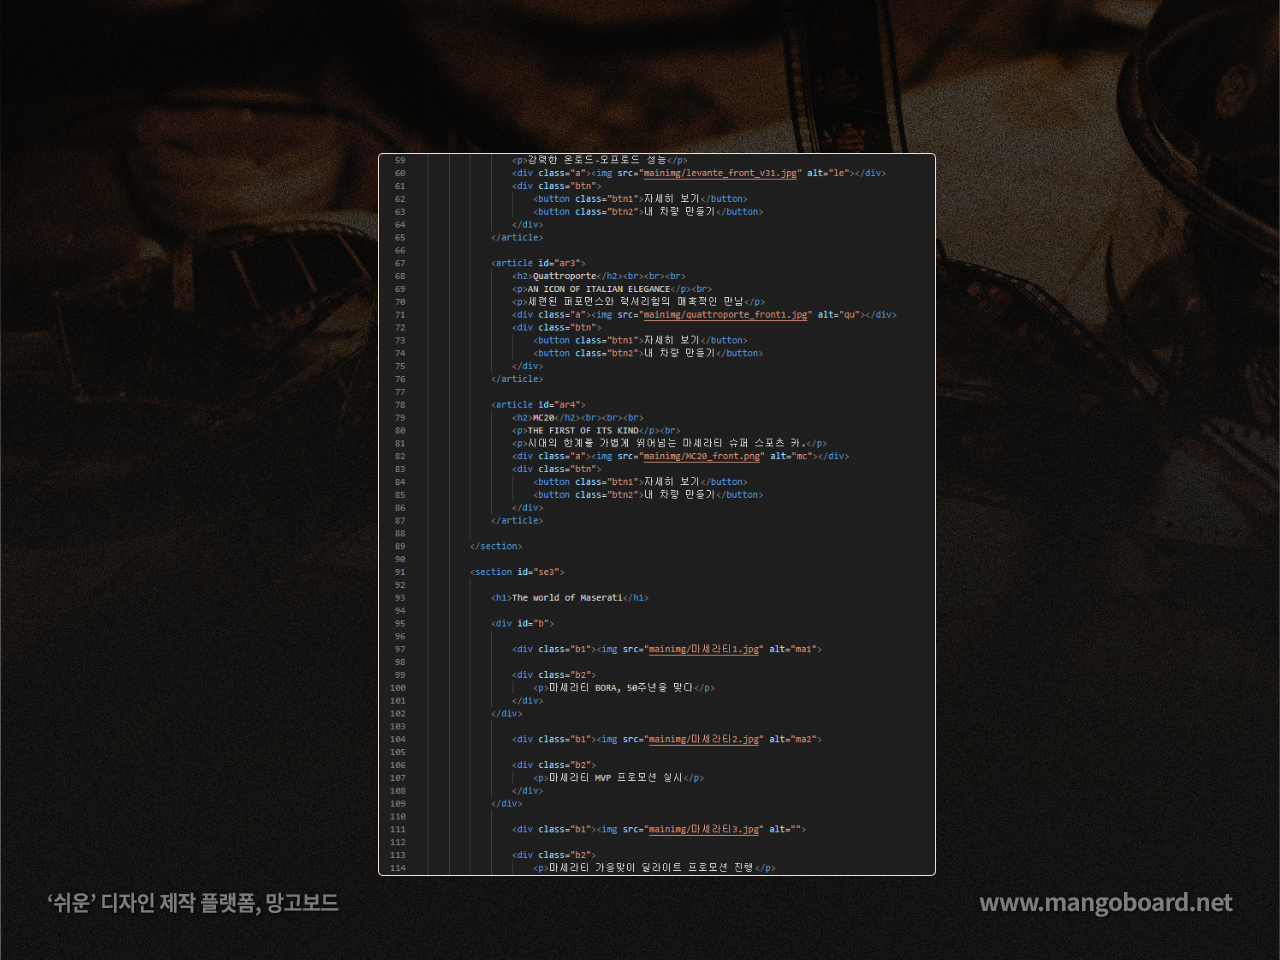 59 <p>강력한 온로드-오프로드 성능</p>
60 <div class="a"><img src="mainimg/levante_front_v31.jpg" alt="le"></div>
61 <div class="btn">
62 <button class="btn1">자세히 보기</button>
63 <button class="btn2">내 차량 만들기</button>
64 </div>
65 </article>
66
67 <article id="ar3">
68 <h2>Quattroporte</h2><br><br><br>
69 <p>AN ICON OF ITALIAN ELEGANCE</p><br>
70 <p>세련된 퍼포먼스와 럭셔리함의 매혹적인 만남</p>
71 <div class="a"><img src="mainimg/quattroporte_front1.jpg" alt="qu"></div>
72 <div class="btn">
73 <button class="btn1">자세히 보기</button>
74 <button class="btn2">내 차량 만들기</button>
75 </div>
76 </article>
77
78 <article id="ar4">
79 <h2>MC20</h2><br><br><br>
80 <p>THE FIRST OF ITS KIND</p><br>
81 <p>시대의 한계를 가볍게 뛰어넘는 마세라티 슈퍼 스포츠 카.</p>
82 <div class="a"><img src="mainimg/MC20_front.png" alt="mc"></div>
83 <div class="btn">
84 <button class="btn1">자세히 보기</button>
85 <button class="btn2">내 차량 만들기</button>
86 </div>
87 </article>
88
89 </section>
90
91 <section id="se3">
92
93 <h1>The world of Maserati</h1>
94
95 <div id="b">
96
97 <div class="b1"><img src="mainimg/마세라티1.jpg" alt="ma1">
98
99 <div class="b2">
100 <p>마세라티 BORA, 50주년을 맞다</p>
101 </div>
102 </div>
103
104 <div class="b1"><img src="mainimg/마세라티2.jpg" alt="ma2">
105
106 <div class="b2">
107 <p>마세라티 MVP 프로모션 실시</p>
108 </div>
109 </div>
110
111 <div class="b1"><img src="mainimg/마세라티3.jpg" alt="">
112
113 <div class="b2">
114 <p>마세라티 가을맞이 딜라이트 프로모션 진행</p>
‘쉬운’ 디자인 제작 플랫폼, 망고보드
www.mangoboard.net